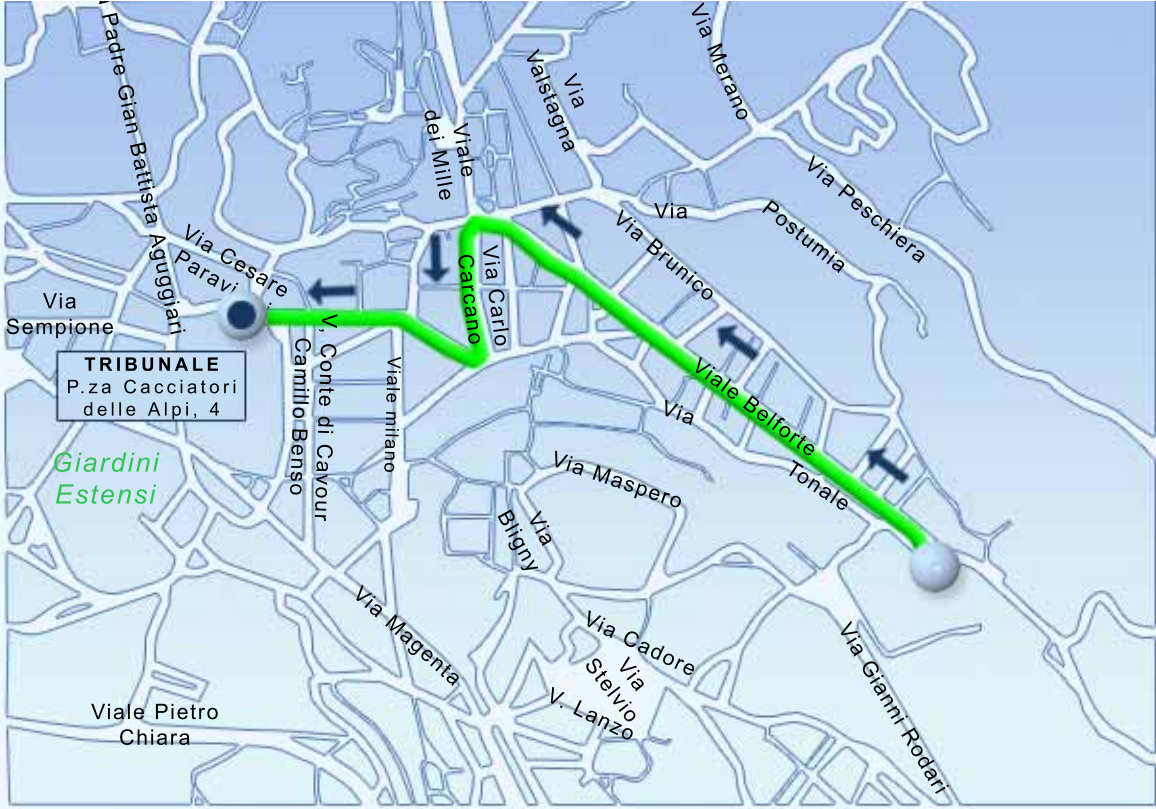 Padre Gian Battista Aguggiari
Via Merano
Via
Valstagna
Viale
dei Mille
Via Peschiera
Via
Postumia
Via Brunico
Via Cesare
Paravi
Via Carlo
Carcano
Via
Sempione
TRIBUNALE
P.za Cacciatori
delle Alpi, 4
V, Conte di Cavour
Camillo Benso
Viale milano
Viale Belforte
Via
Tonale
Giardini
Estensi
Via Maspero
Via
Bligny
Via Magenta
Via Cadore
Via
Stelvio
V. Lanzo
Via Gianni Rodari
Viale Pietro
Chiara